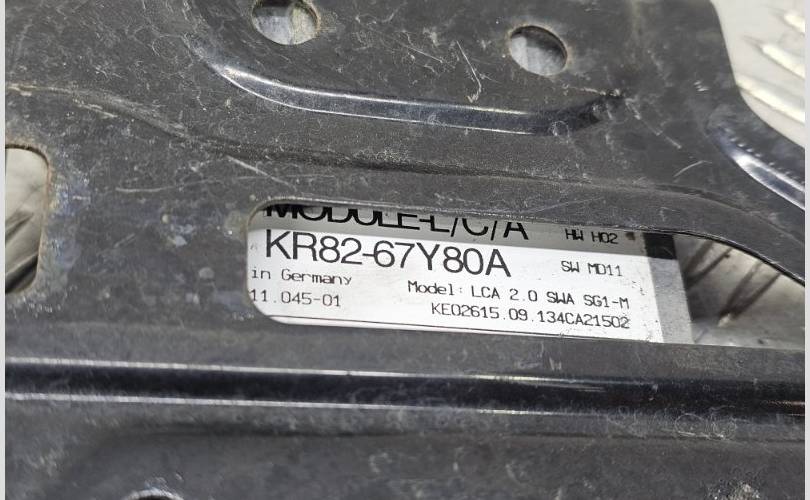 MODULE-L/C/A HW H02
KR82-67Y80A SW MD11
in Germany Model: LCA 2.0 SWA SG1-M
11.045-01 KE02615.09.134CA21502